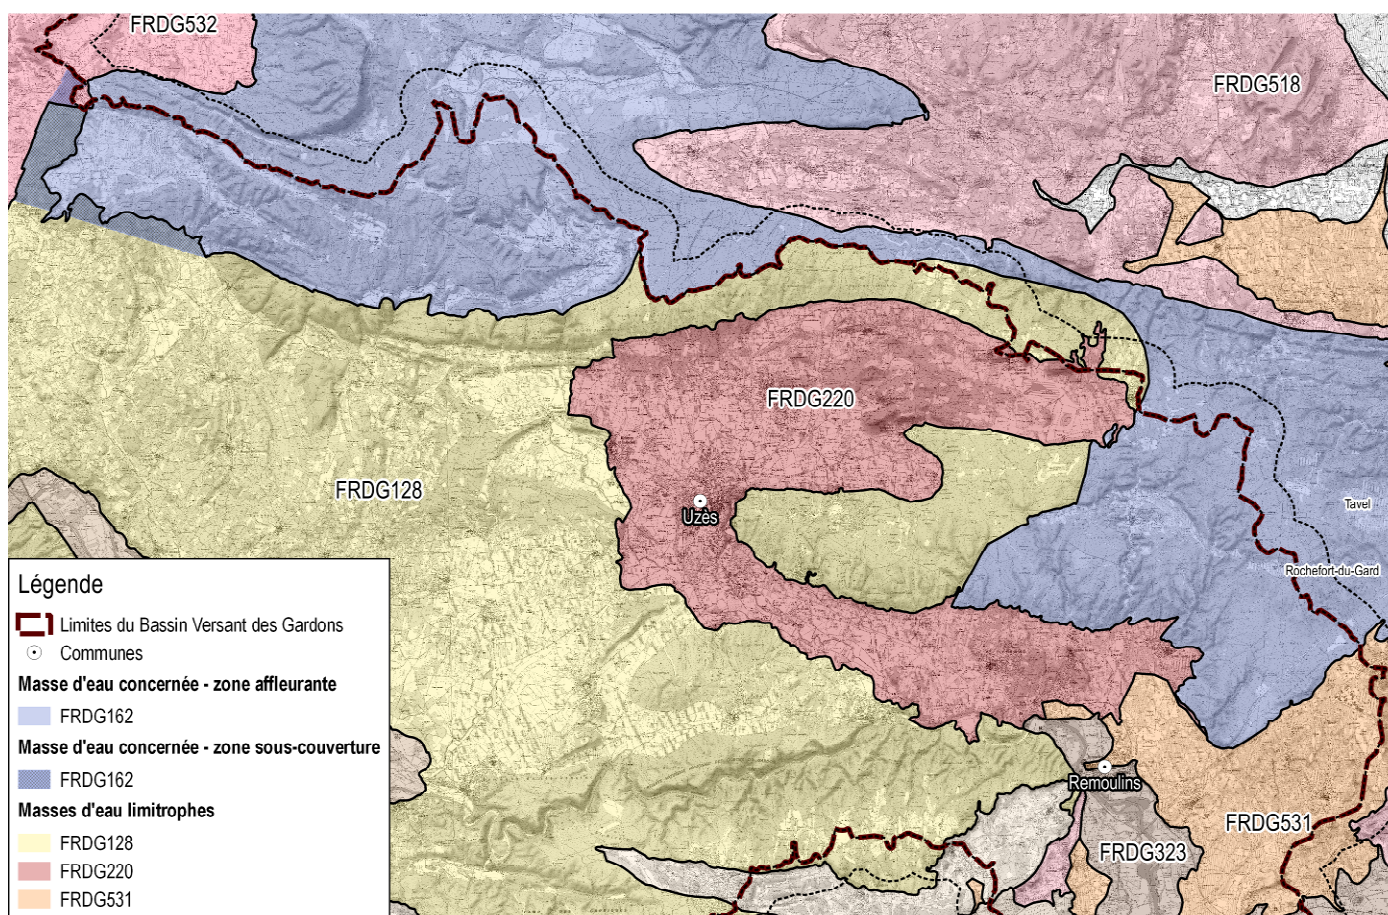 FRDG532
FRDG518
FRDG220
FRDG128
Uzès
Tavel
Rochefort-du-Gard
Remoulins
FRDG531
FRDG323
Légende
Limites du Bassin Versant des Gardons
Communes
Masse d'eau concernée - zone affleurante
FRDG162
Masse d'eau concernée - zone sous-couverture
FRDG162
Masses d'eau limitrophes
FRDG128
FRDG220
FRDG531